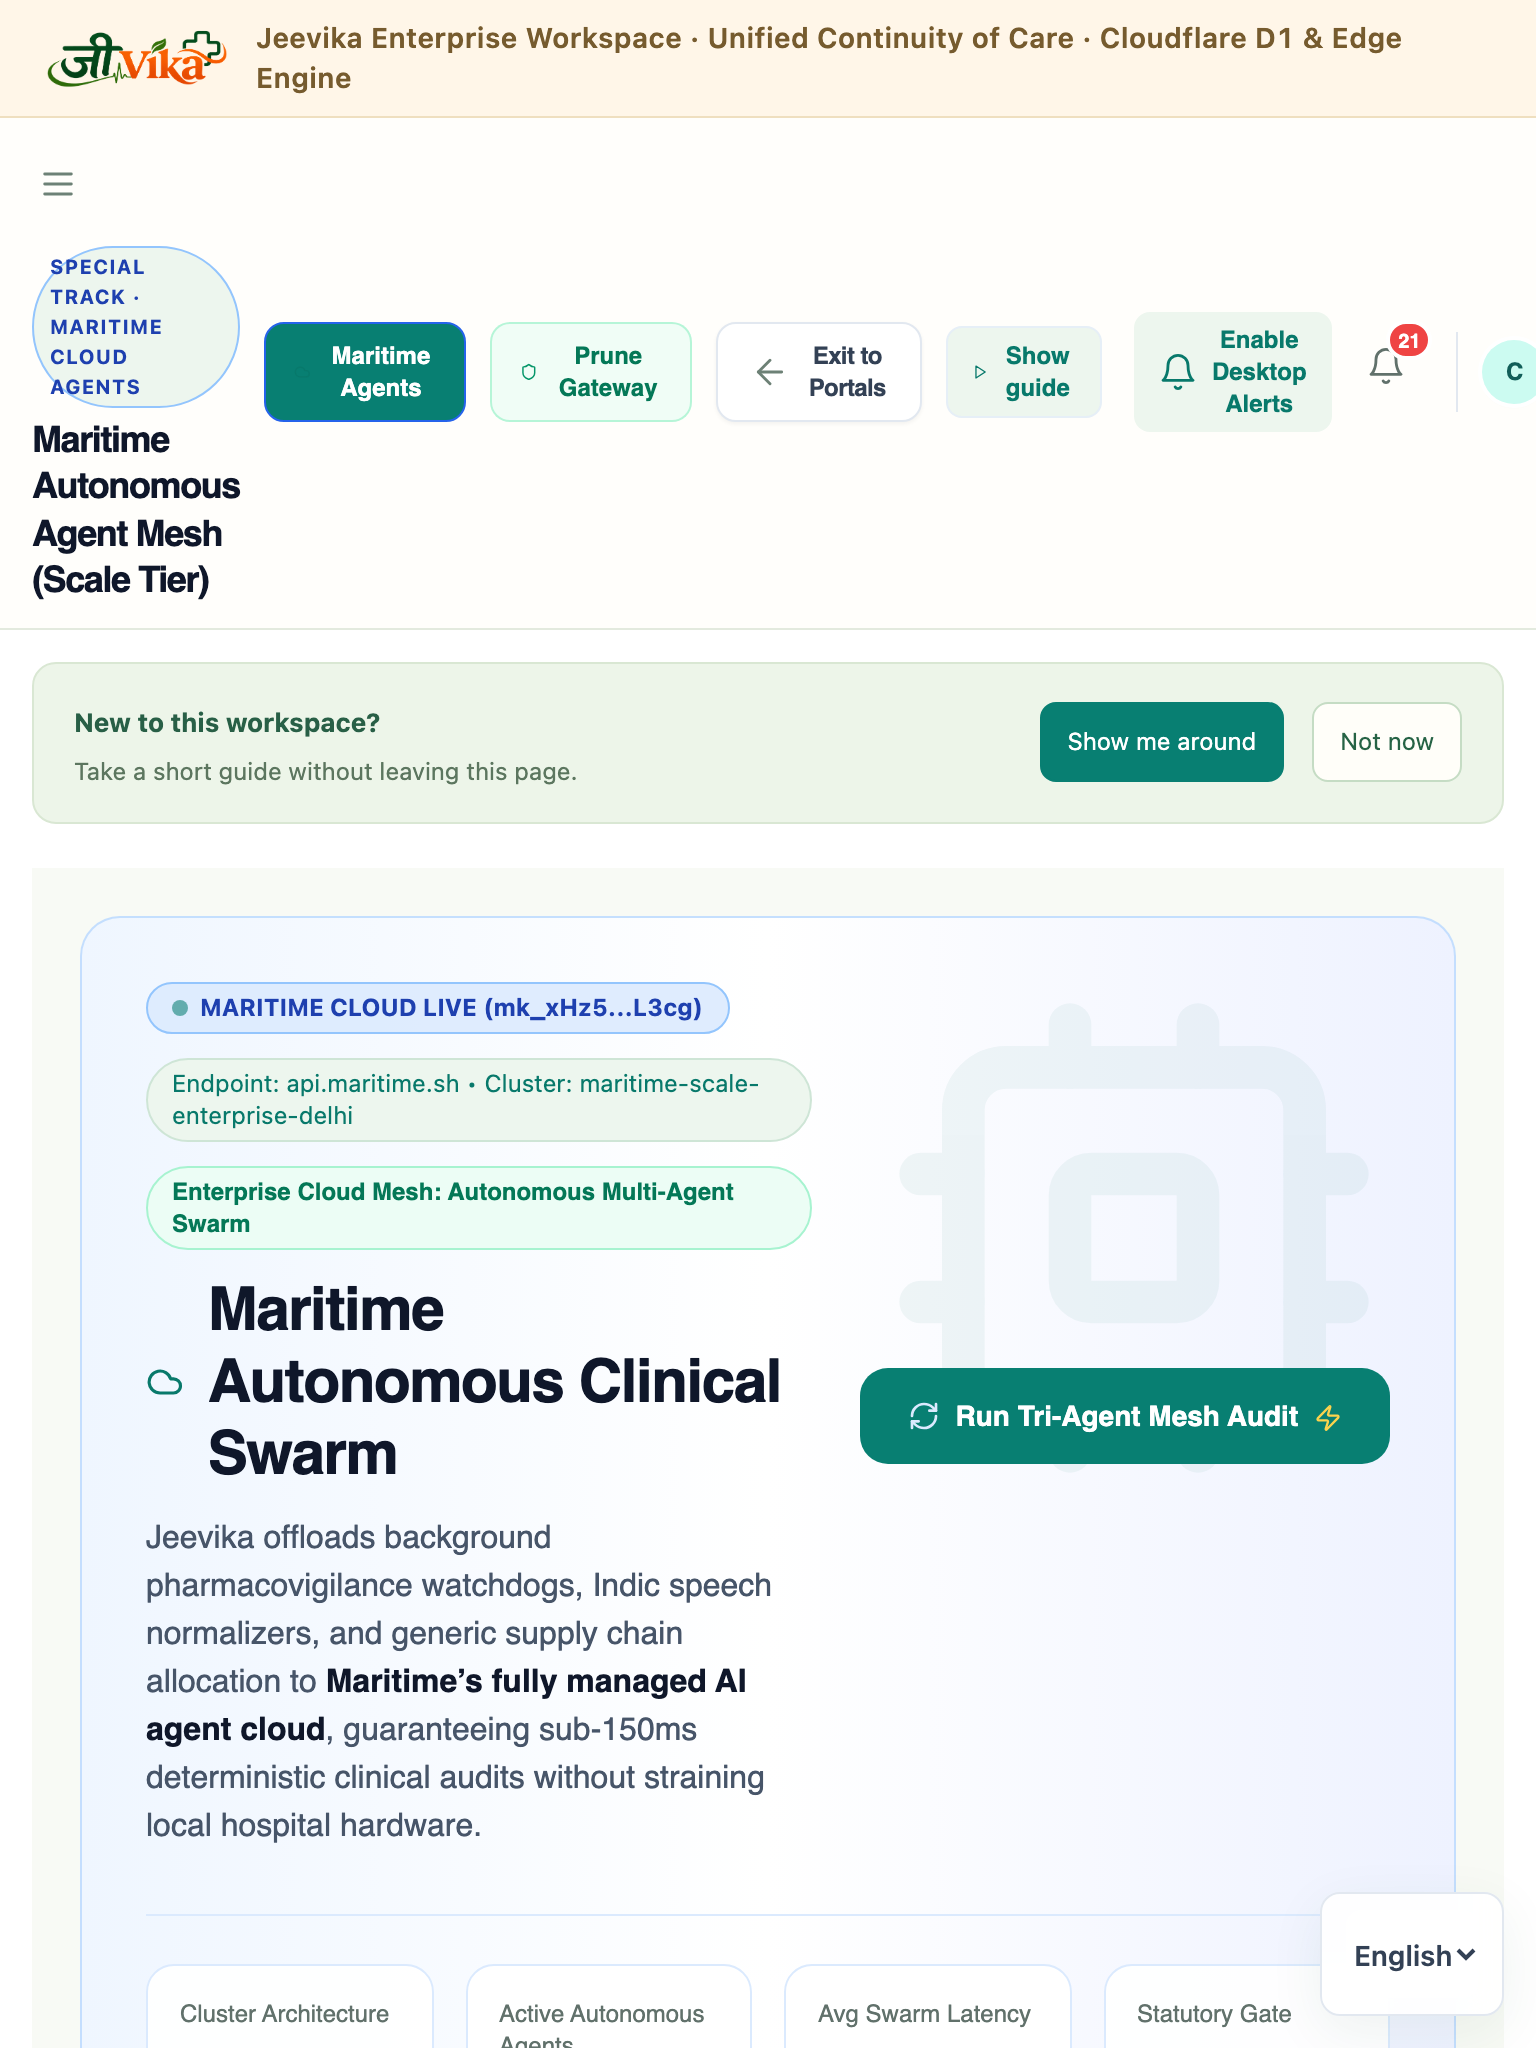 जीvika
Jeevika Enterprise Workspace · Unified Continuity of Care · Cloudflare D1 & Edge
Engine
SPECIAL
TRACK ·
MARITIME
CLOUD
AGENTS
Maritime
Autonomous
Agent Mesh
(Scale Tier)
Maritime
Agents
Prune
Gateway
Exit to
Portals
Show
guide
Enable
Desktop
Alerts
21
C
New to this workspace?
Take a short guide without leaving this page.
Show me around
Not now
MARITIME CLOUD LIVE (mk_xHz5...L3cg)
Endpoint: api.maritime.sh • Cluster: maritime-scale-
enterprise-delhi
Enterprise Cloud Mesh: Autonomous Multi-Agent
Swarm
Maritime
Autonomous Clinical
Swarm
Run Tri-Agent Mesh Audit
Jeevika offloads background
pharmacovigilance watchdogs, Indic speech
normalizers, and generic supply chain
allocation to Maritime’s fully managed AI
agent cloud, guaranteeing sub-150ms
deterministic clinical audits without straining
local hospital hardware.
English
Cluster Architecture
Active Autonomous
Agents
Avg Swarm Latency
Statutory Gate